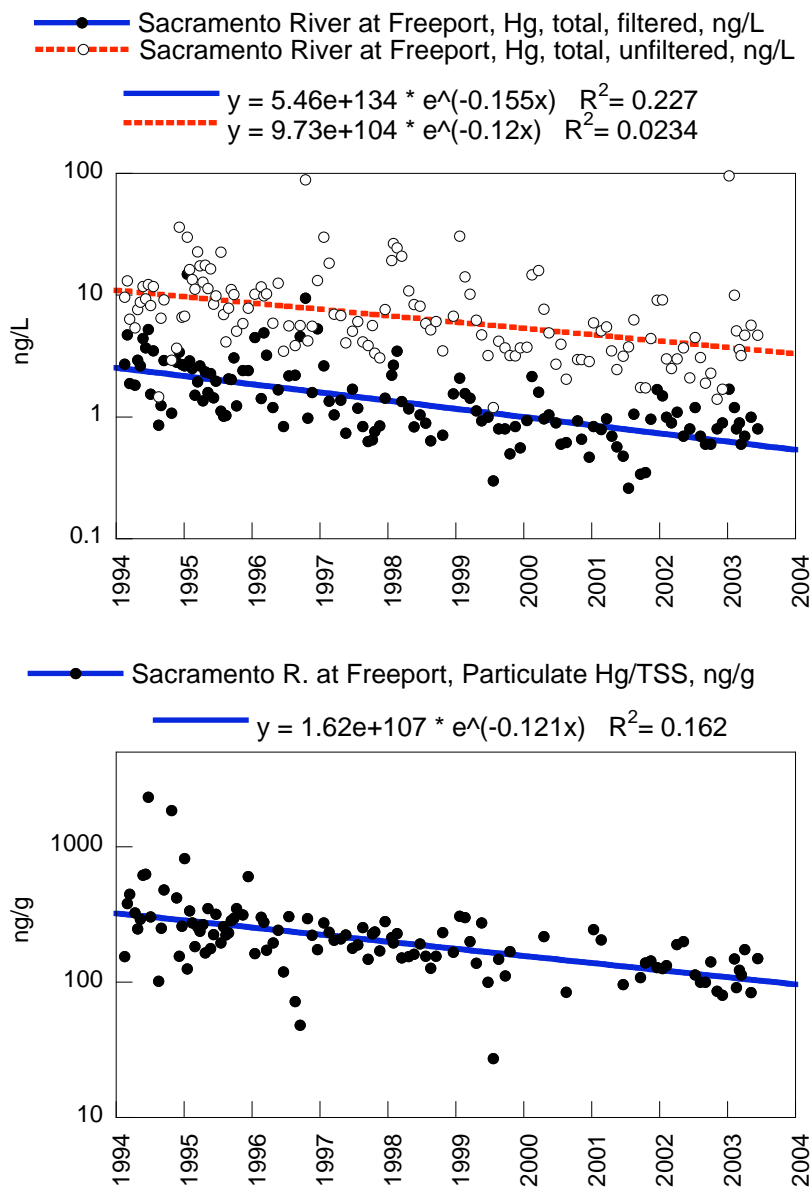 Sacramento River at Freeport, Hg, total, filtered, ng/L
Sacramento River at Freeport, Hg, total, unfiltered, ng/L
y = 5.46e+134 * e^(-0.155x) R²= 0.227
y = 9.73e+104 * e^(-0.12x) R²= 0.0234
100
10
1
0.1
ng/L
1994 1995 1996 1997 1998 1999 2000 2001 2002 2003 2004
Sacramento R. at Freeport, Particulate Hg/TSS, ng/g
y = 1.62e+107 * e^(-0.121x) R²= 0.162
1000
100
10
ng/g
1994 1995 1996 1997 1998 1999 2000 2001 2002 2003 2004